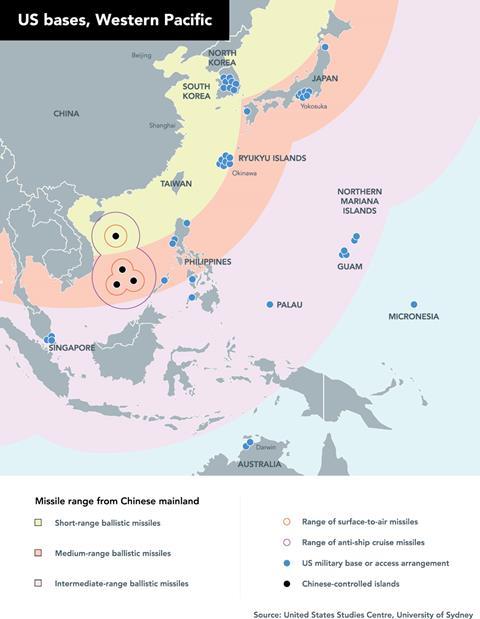 US bases, Western Pacific
Beijing
NORTH
KOREA
JAPAN
SOUTH
KOREA
Yokosuka
CHINA
Shanghai
RYUKYU ISLANDS
Okinawa
TAIWAN
NORTHERN
MARIANA
ISLANDS
PHILIPPINES
GUAM
PALAU
MICRONESIA
SINGAPORE
Darwin
AUSTRALIA
Missile range from Chinese mainland
Short-range ballistic missiles
Medium-range ballistic missiles
Intermediate-range ballistic missiles
Range of surface-to-air missiles
Range of anti-ship cruise missiles
US military base or access arrangement
Chinese-controlled islands
Source: United States Studies Centre, University of Sydney